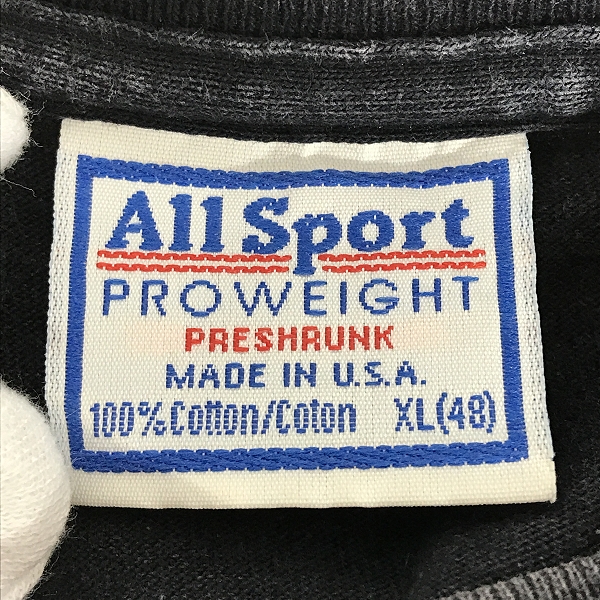 All Sport
PROWEIGHT
PRESHRUNK
MADE IN U.S.A.
100% Cotton/Coton XL(48)